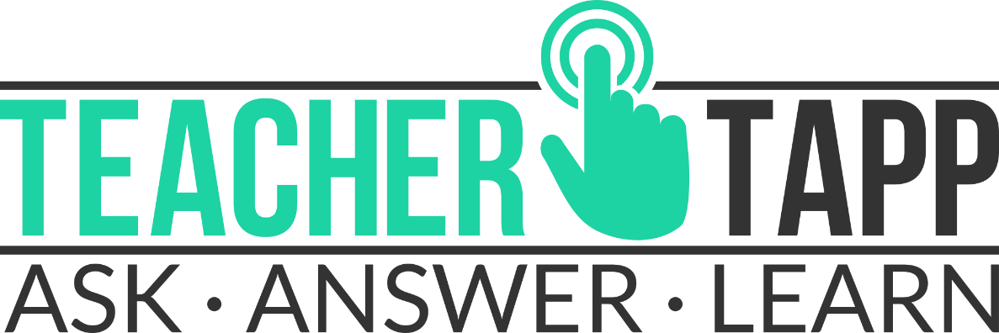 TEACHER TAPP
ASK · ANSWER · LEARN